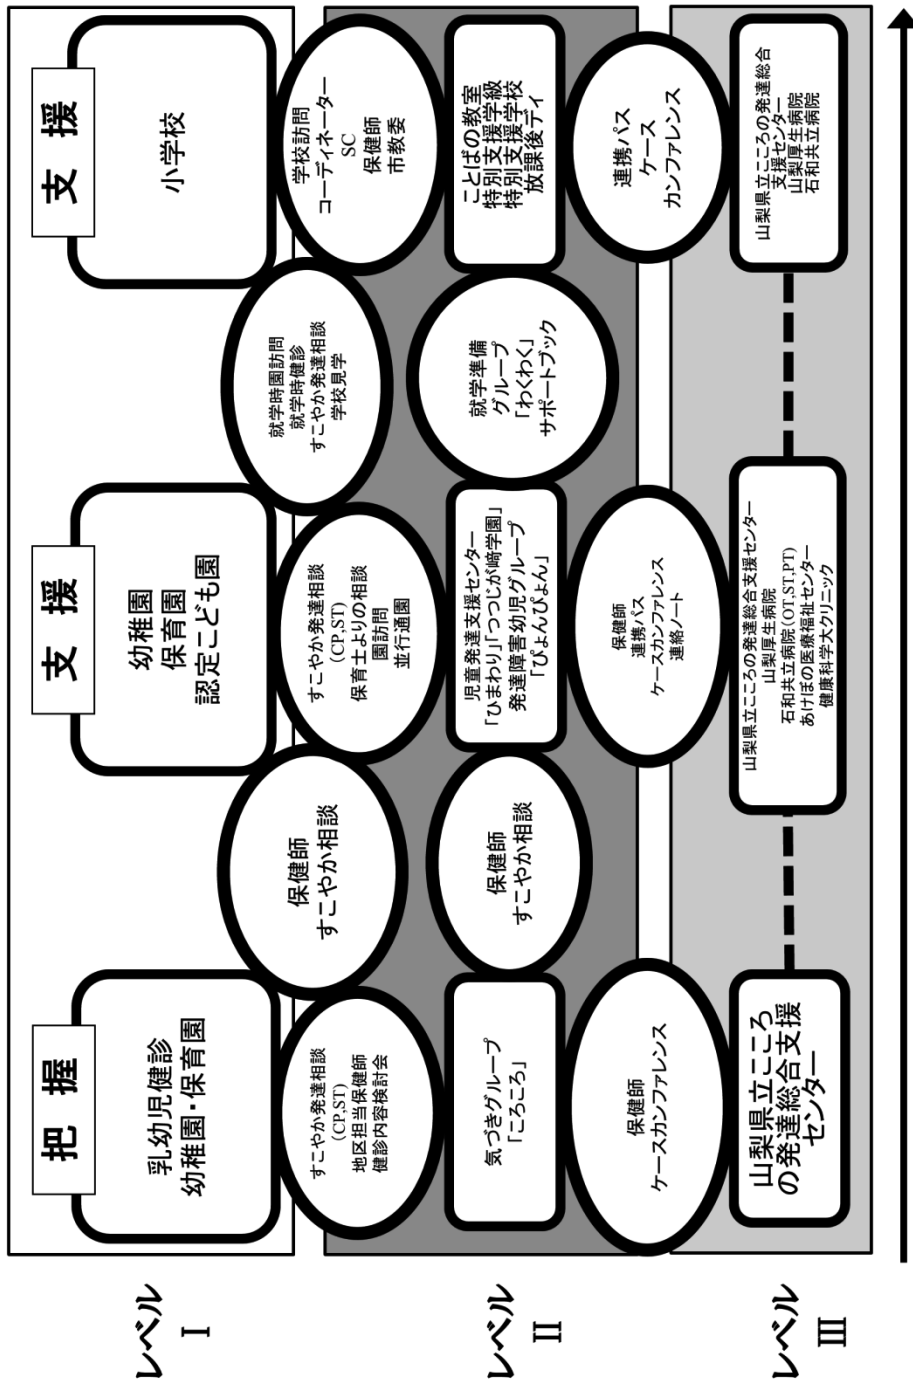 レベル
Ⅰ
把握
乳幼児健診
幼稚園・保育園
保健師
すこやか相談
支援
幼稚園
保育園
認定こども園
就学時園訪問
就学時健診
すこやか発達相談
学校見学
支援
小学校
すこやか発達相談
(CP,ST)
地区担当保健師
健診内容検討会
すこやか発達相談
(CP,ST)
保育士よりの相談
園訪問
並行通園
学校訪問
コーディネーター
SC
保健師
市教委
レベル
Ⅱ
気づきグループ
「ころころ」
保健師
すこやか相談
児童発達支援センター
「ひまわり」「つつじが崎学園」
発達障害幼児グループ
「ぴょんぴょん」
就学準備
グループ
「わくわく」
サポートブック
ことばの教室
特別支援学級
特別支援学校
放課後デイ
保健師
ケースカンファレンス
保健師
連携パス
ケースカンファレンス
連絡ノート
連携パス
ケース
カンファレンス
レベル
Ⅲ
山梨県立こころ
の発達総合支援
センター
山梨県立こころの発達総合支援センター
山梨厚生病院
石和共立病院(OT,ST,PT)
あけぼの医療福祉センター
健康科学大クリニック
山梨県立こころの発達総合
支援センター
山梨厚生病院
石和共立病院